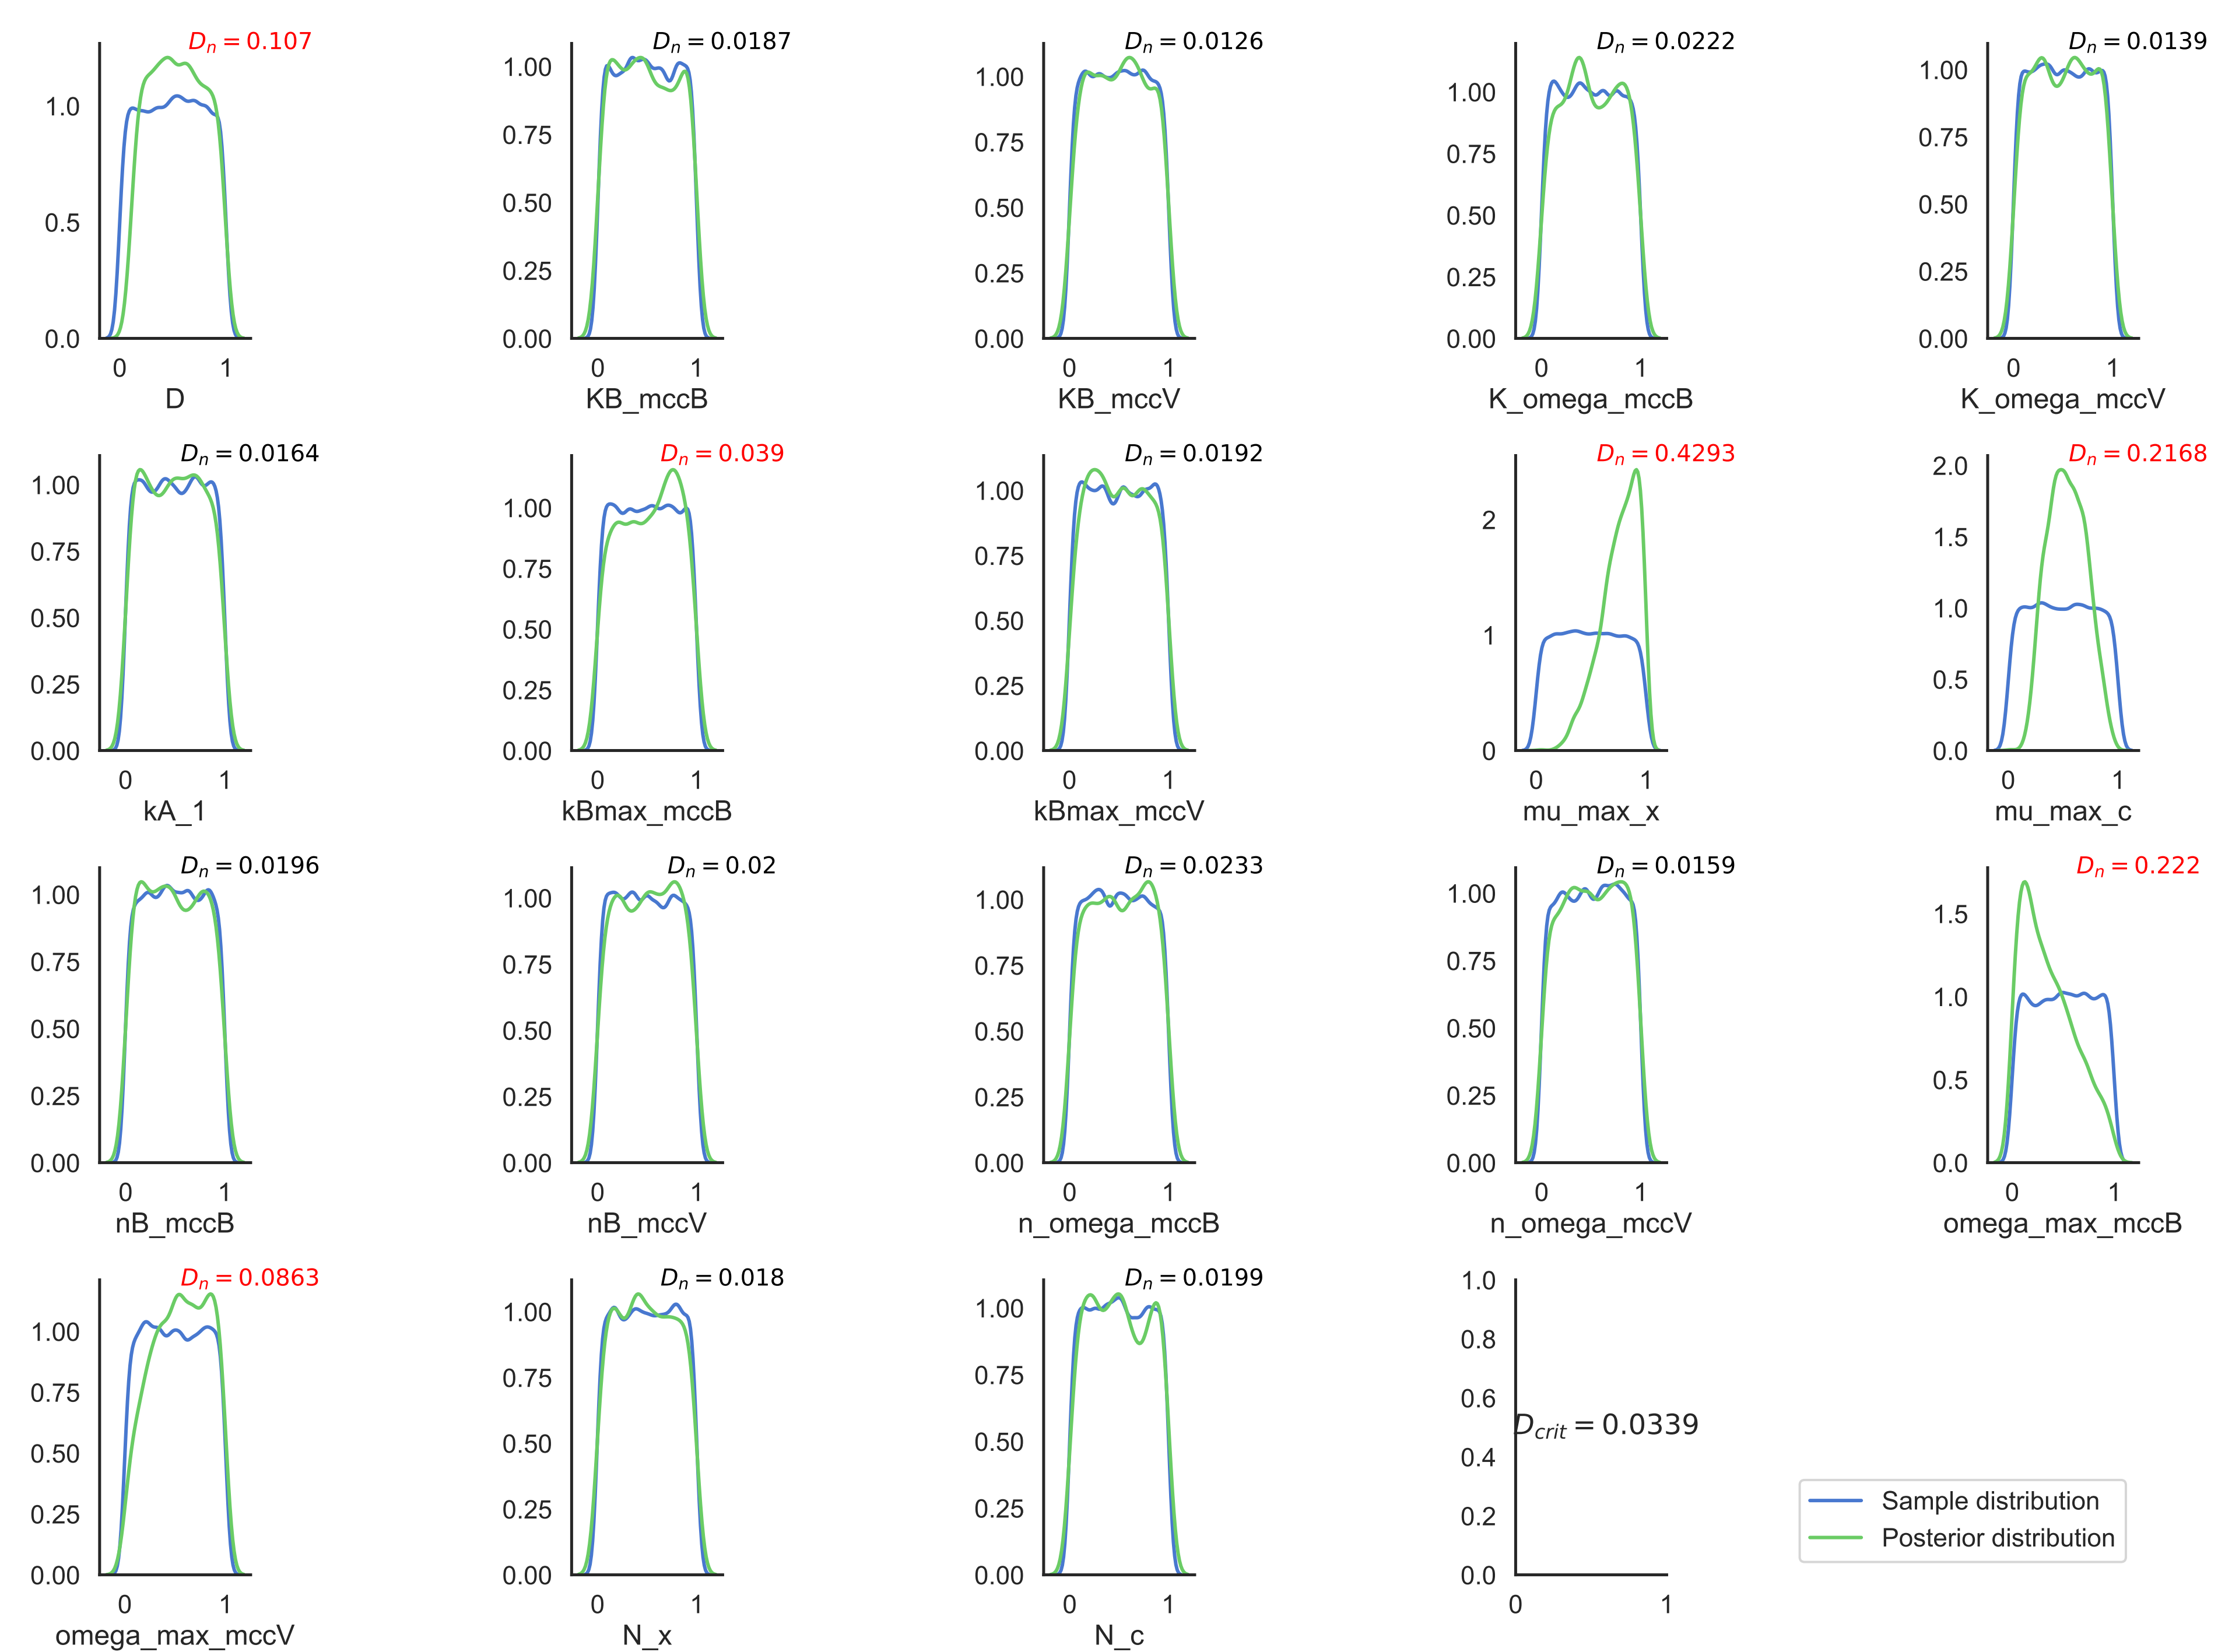 D_n = 0.107
1.0
0.5
0.0
0 1
D
D_n = 0.0187
1.00
0.75
0.50
0.25
0.00
0 1
KB_mccB
D_n = 0.0126
1.00
0.75
0.50
0.25
0.00
0 1
KB_mccV
D_n = 0.0222
1.00
0.75
0.50
0.25
0.00
0 1
K_omega_mccB
D_n = 0.0139
1.00
0.75
0.50
0.25
0.00
0 1
K_omega_mccV
D_n = 0.0164
1.00
0.75
0.50
0.25
0.00
0 1
kA_1
D_n = 0.039
1.00
0.75
0.50
0.25
0.00
0 1
kBmax_mccB
D_n = 0.0192
1.00
0.75
0.50
0.25
0.00
0 1
kBmax_mccV
D_n = 0.4293
2
1
0
0 1
mu_max_x
D_n = 0.2168
2.0
1.5
1.0
0.5
0.0
0 1
mu_max_c
D_n = 0.0196
1.00
0.75
0.50
0.25
0.00
0 1
nB_mccB
D_n = 0.02
1.00
0.75
0.50
0.25
0.00
0 1
nB_mccV
D_n = 0.0233
1.00
0.75
0.50
0.25
0.00
0 1
n_omega_mccB
D_n = 0.0159
1.00
0.75
0.50
0.25
0.00
0 1
n_omega_mccV
D_n = 0.222
1.5
1.0
0.5
0.0
0 1
omega_max_mccB
D_n = 0.0863
1.00
0.75
0.50
0.25
0.00
0 1
omega_max_mccV
D_n = 0.018
1.00
0.75
0.50
0.25
0.00
0 1
N_x
D_n = 0.0199
1.00
0.75
0.50
0.25
0.00
0 1
N_c
1.0
0.8
0.6
D_crit = 0.0339
0.4
0.2
0.0
0 1
Sample distribution
Posterior distribution